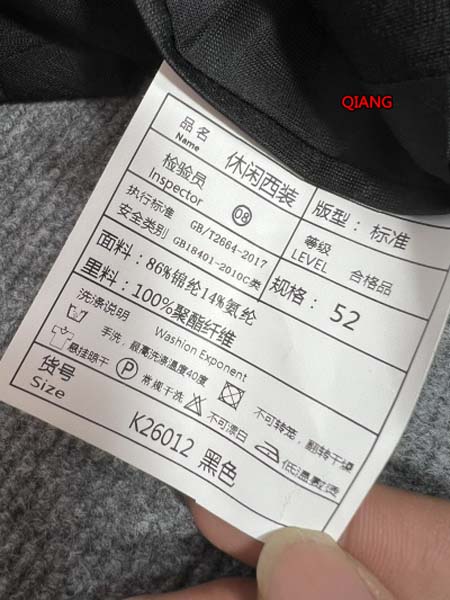 QIANG
品名 休闲西装
Name
检验员 08
Inspector
版型：标准
执行标准 GB/T2664-2017
安全类别 GB18401-2010C类
等级 合格品
LEVEL
面料：86%锦纶14%氨纶
里料：100%聚酯纤维
规格：52
洗涤说明 Washion Exponent
手洗，最高洗涤温度40度
不可转笼，翻转干燥
悬挂晾干 P 常规干洗 不可漂白 低温熨烫
货号 K26012 黑色
Size